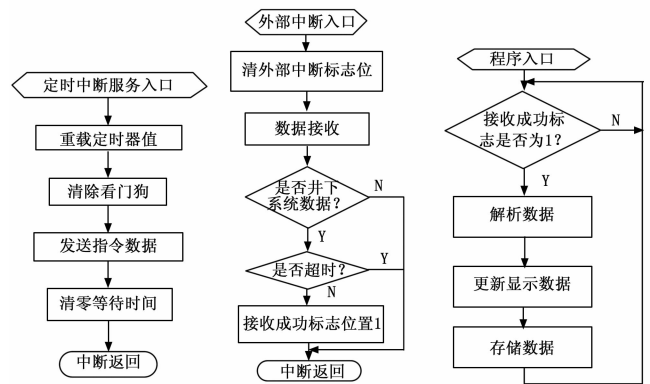 定时中断服务入口
重载定时器值
清除看门狗
发送指令数据
清零等待时间
中断返回
外部中断入口
清外部中断标志位
数据接收
是否井下
系统数据?
N
Y
是否超时?
Y
N
接收成功标志位置1
中断返回
程序入口
接收成功标
志是否为1?
N
Y
解析数据
更新显示数据
存储数据